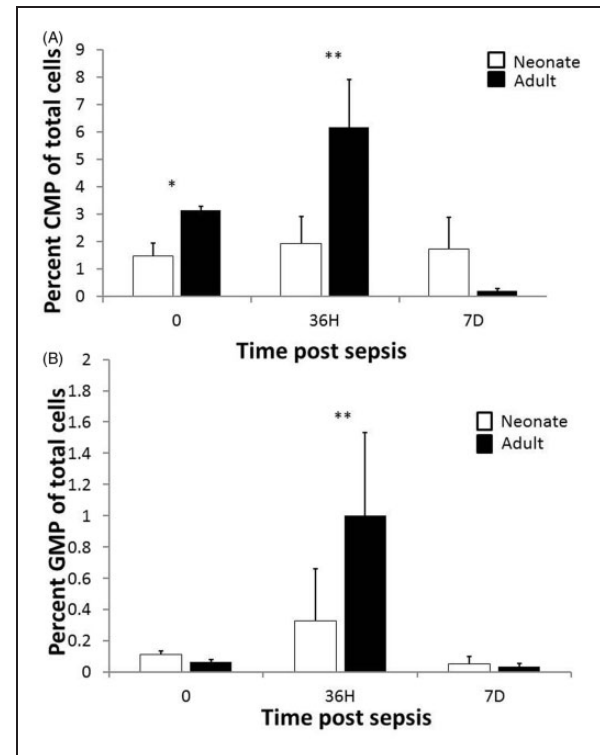 (A)
Percent CMP of total cells
9
8
7
6
5
4
3
2
1
0
*
**
Neonate
Adult
0 36H 7D
Time post sepsis
(B)
Percent GMP of total cells
2
1.8
1.6
1.4
1.2
1
0.8
0.6
0.4
0.2
0
**
Neonate
Adult
0 36H 7D
Time post sepsis